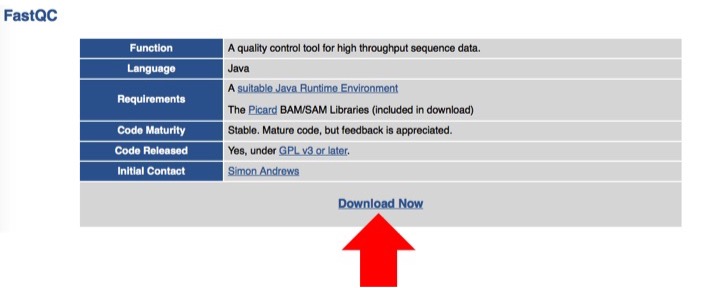 FastQC
Function A quality control tool for high throughput sequence data.
Language Java
Requirements A suitable Java Runtime Environment
The Picard BAM/SAM Libraries (included in download)
Code Maturity Stable. Mature code, but feedback is appreciated.
Code Released Yes, under GPL v3 or later.
Initial Contact Simon Andrews
Download Now